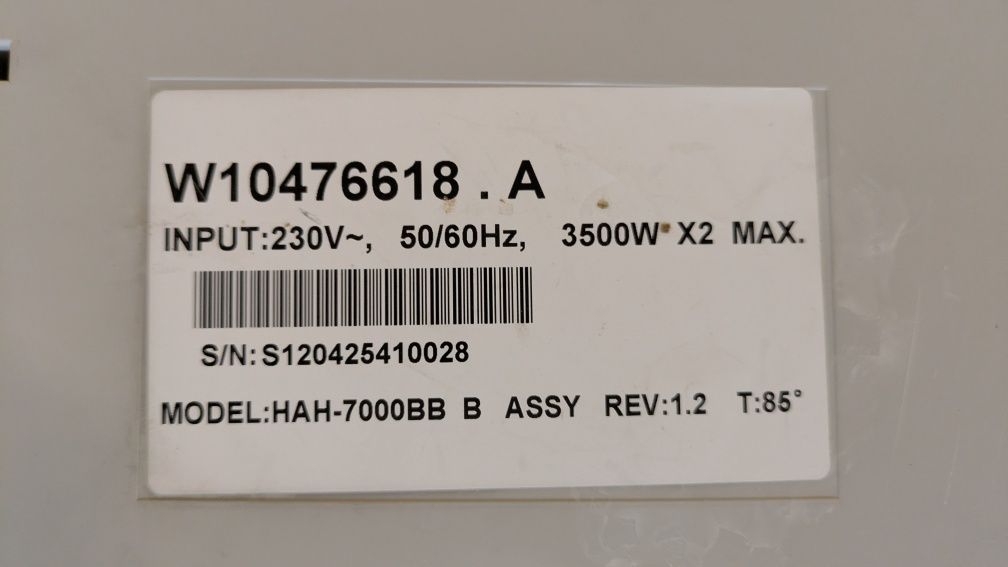 W10476618 . A
INPUT:230V~, 50/60Hz, 3500W X2 MAX.
S/N:S120425410028
MODEL:HAH-7000BB B ASSY REV:1.2 T:85°